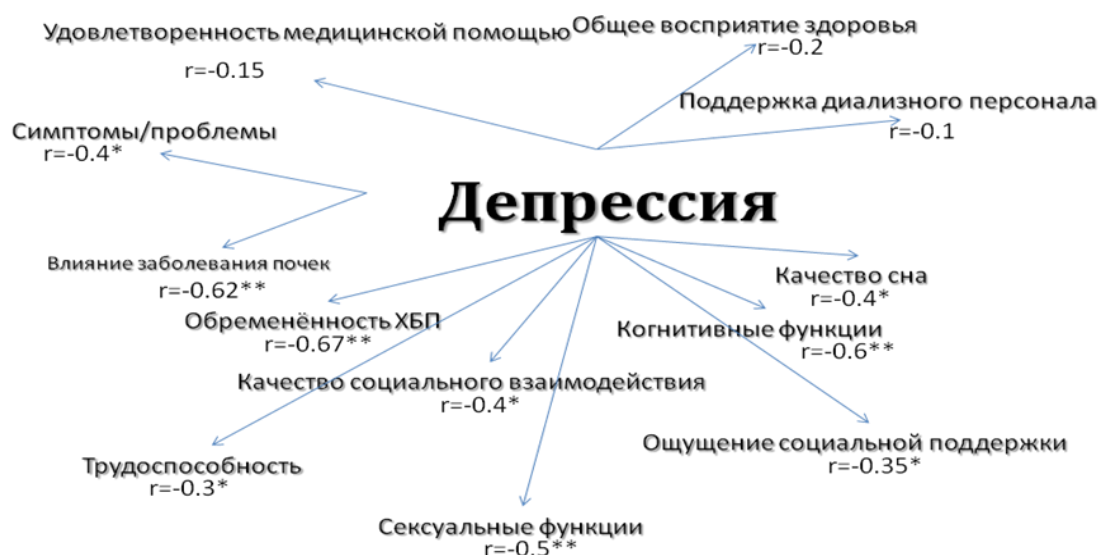 Удовлетворенность медицинской помощью
r=-0.15
Общее восприятие здоровья
r=-0.2
Поддержка диализного персонала
r=-0.1
Симптомы/проблемы
r=-0.4*
Депрессия
Влияние заболевания почек
r=-0.62**
Качество сна
r=-0.4*
Обременённость ХБП
r=-0.67**
Когнитивные функции
r=-0.6**
Качество социального взаимодействия
r=-0.4*
Ощущение социальной поддержки
r=-0.35*
Трудоспособность
r=-0.3*
Сексуальные функции
r=-0.5**